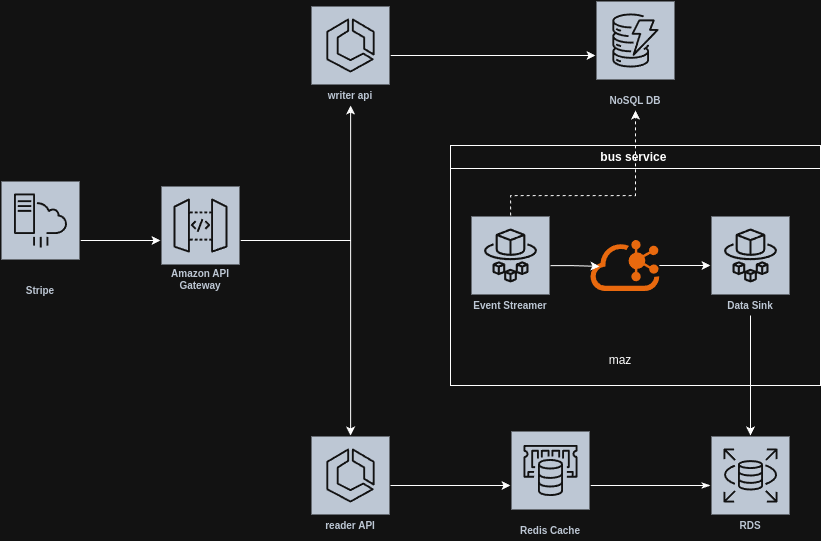 writer api
NoSQL DB
bus service
Stripe
Amazon API
Gateway
Event Streamer
Data Sink
maz
reader API
Redis Cache
RDS